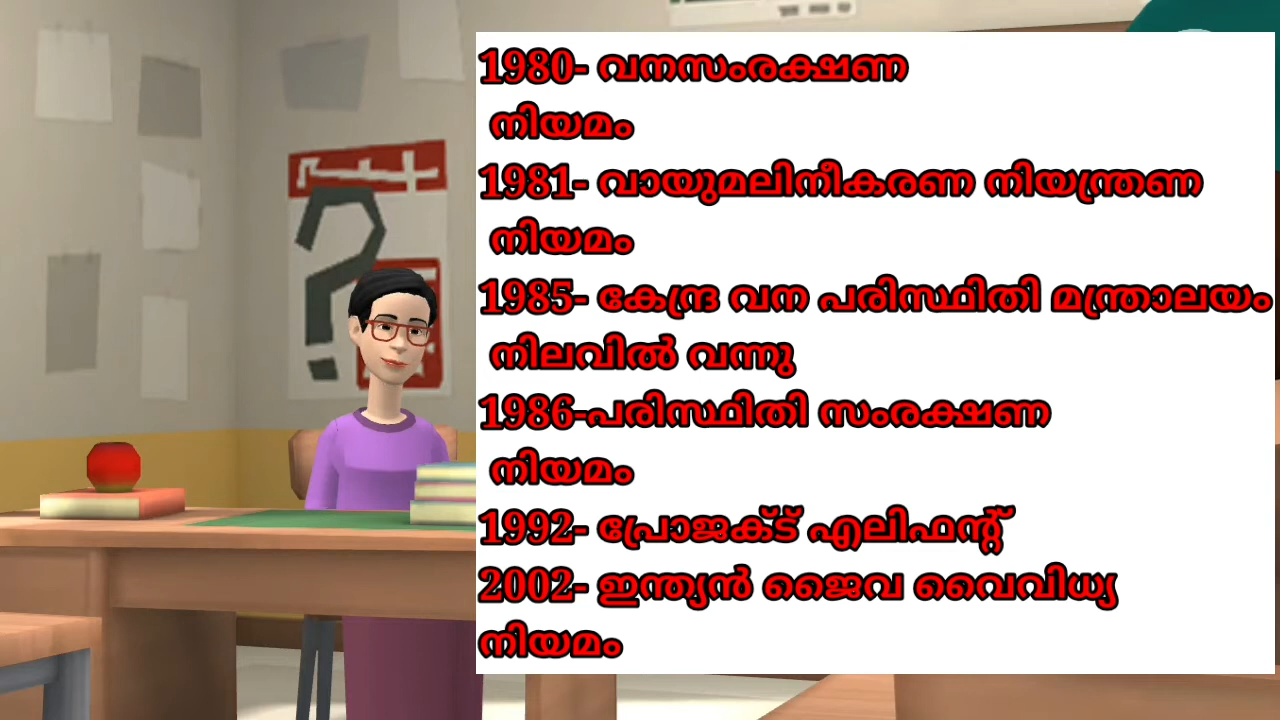 1980- വനസംരക്ഷണ
നിയമം
1981- വായുമലിനീകരണ നിയന്ത്രണ
നിയമം
1985- കേന്ദ്ര വന പരിസ്ഥിതി മന്ത്രാലയം
നിലവിൽ വന്നു
1986-പരിസ്ഥിതി സംരക്ഷണ
നിയമം
1992- പ്രോജക്ട് എലിഫന്റ്
2002- ഇന്ത്യൻ ജൈവ വൈവിധ്യ
നിയമം
?